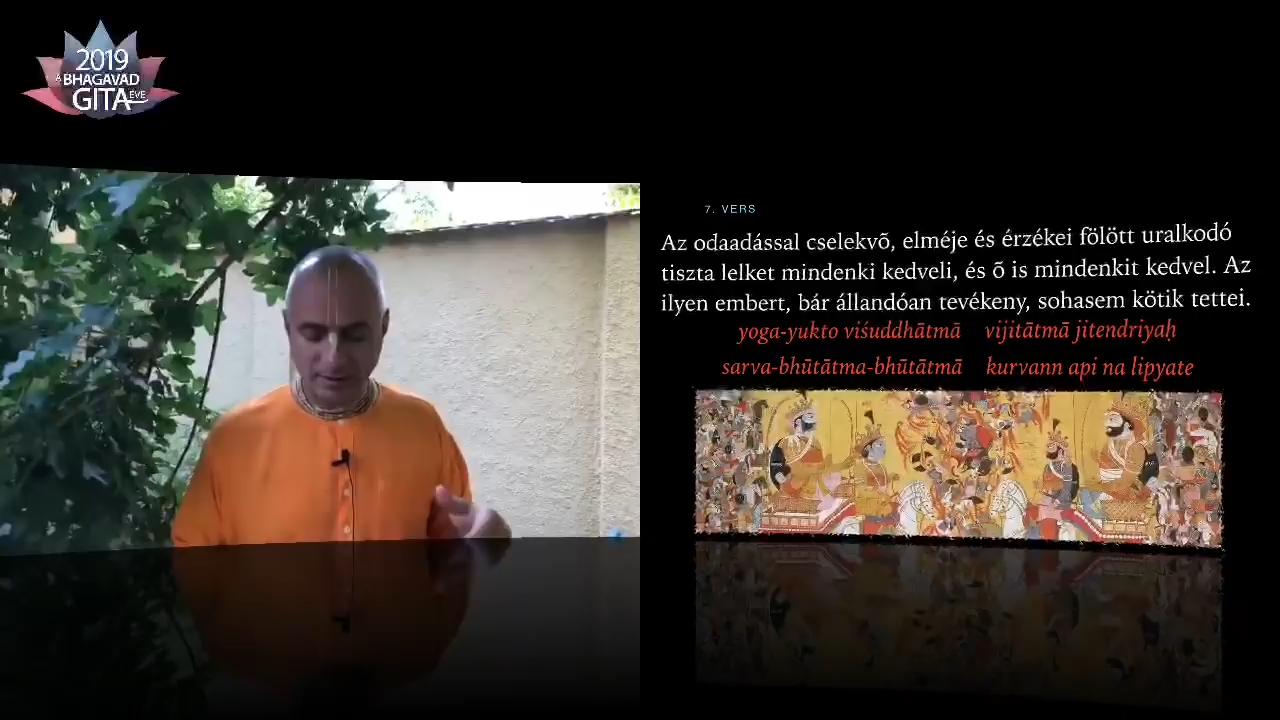 2019
A BHAGAVAD
GITA ÉVE
7. VERS
Az odaadással cselekvõ, elméje és érzékei fölött uralkodó
tiszta lelket mindenki kedveli, és õ is mindenkit kedvel. Az
ilyen embert, bár állandóan tevékeny, sohasem kötik tettei.
yoga-yukto viśuddhātmā vijitātmā jitendriyaḥ
sarva-bhūtātma-bhūtātmā kurvann api na lipyate